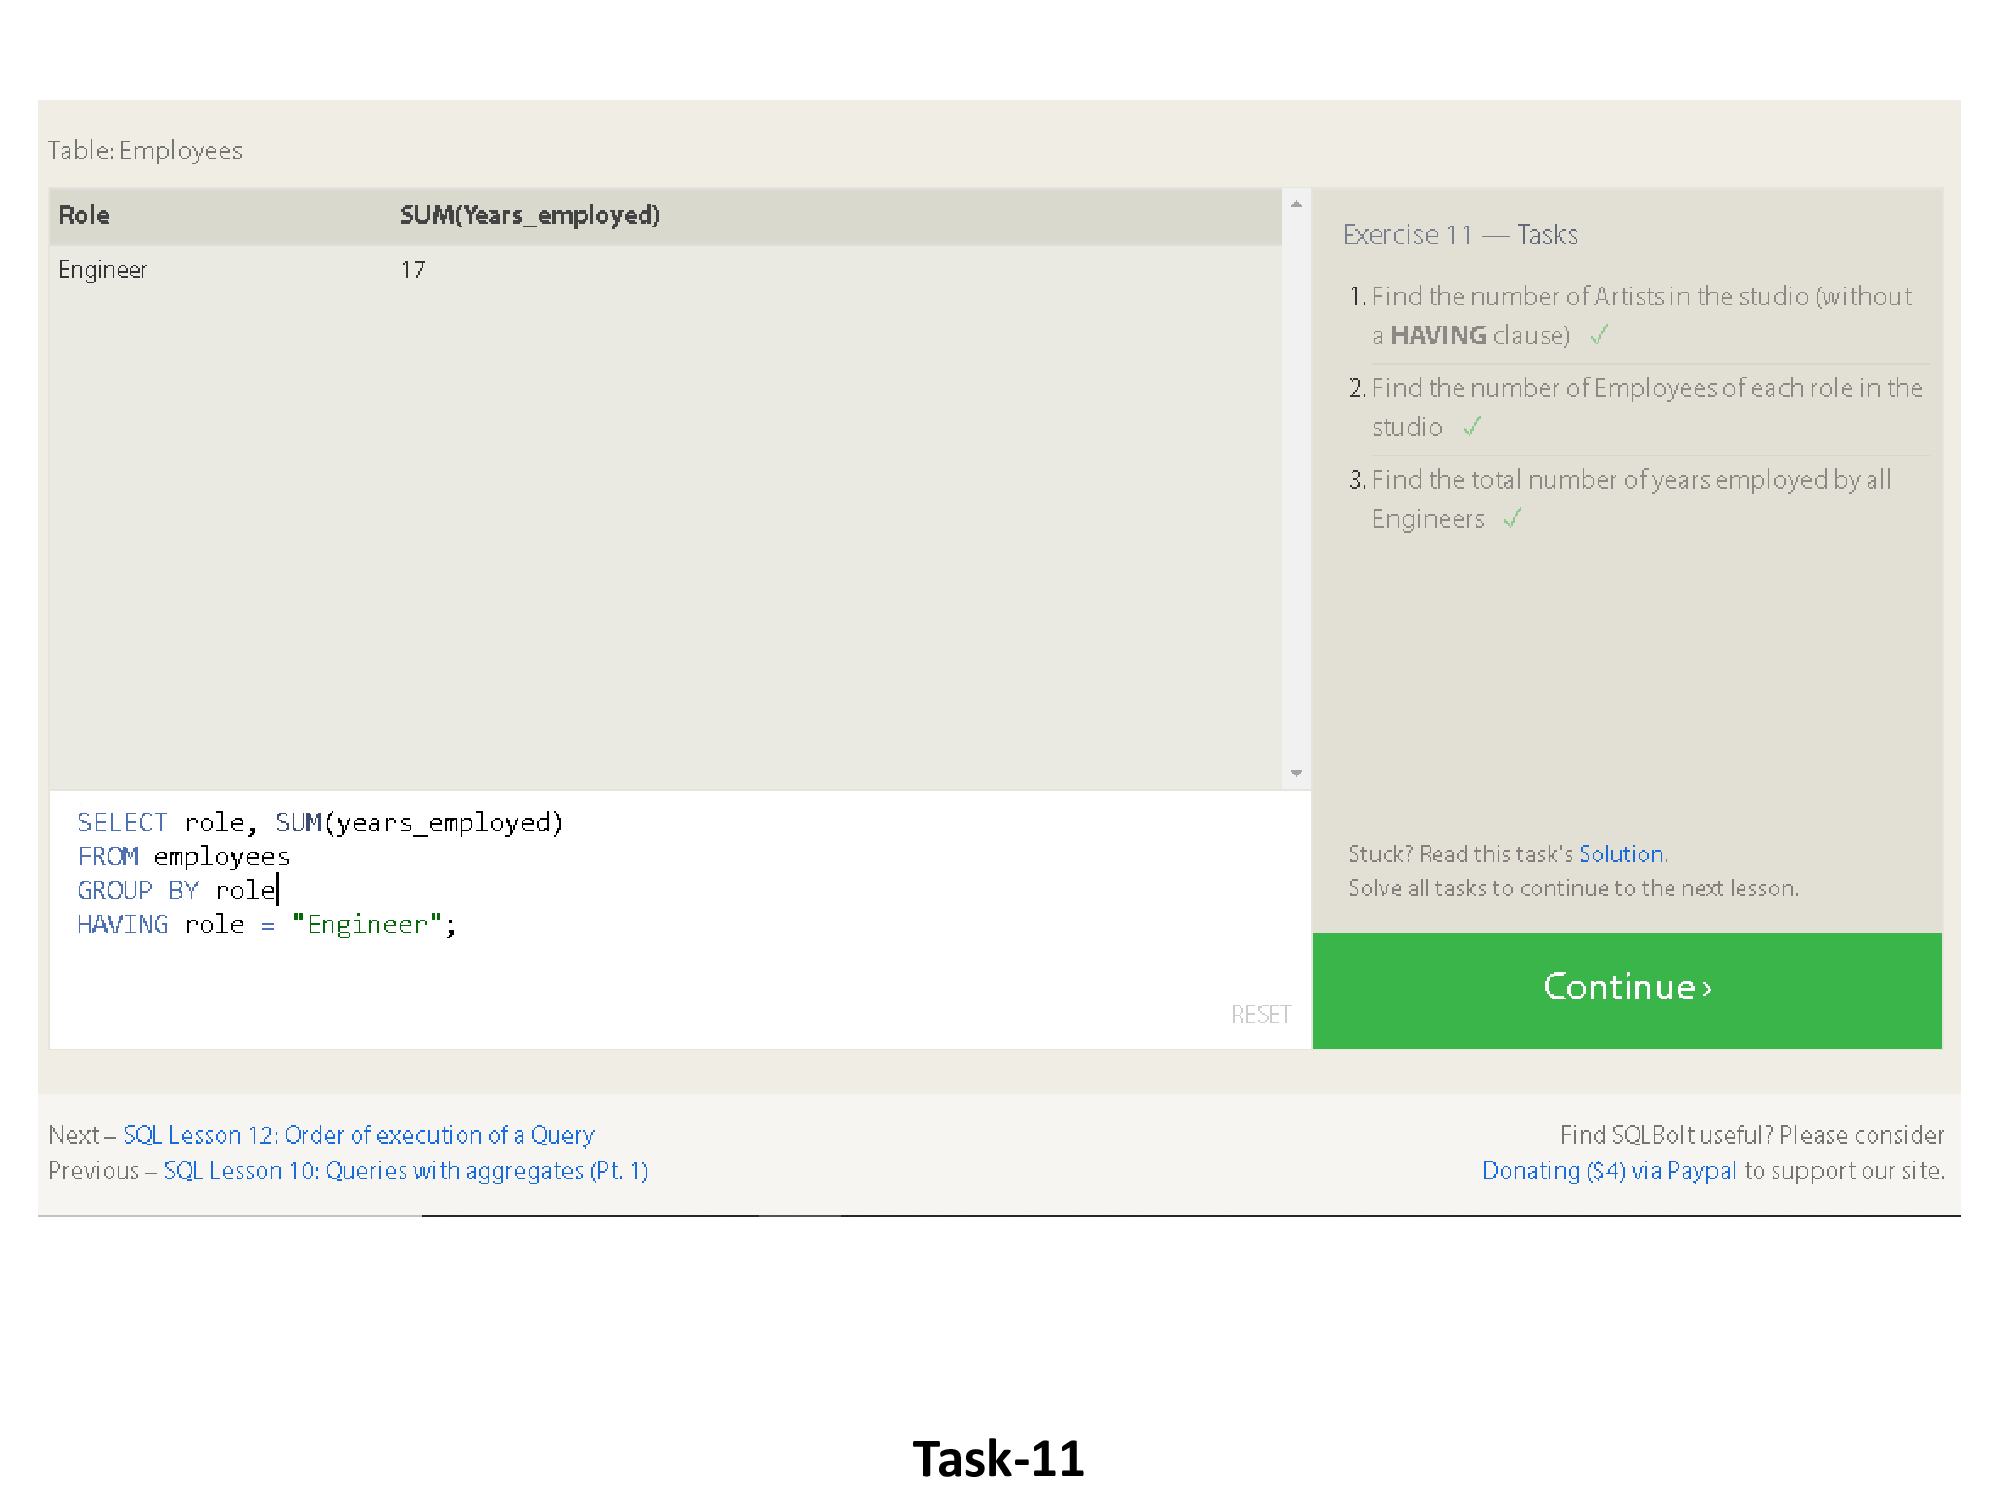 Table: Employees
Role SUM(Years_employed)
Engineer 17
Exercise 11 — Tasks
1. Find the number of Artists in the studio (without
a HAVING clause) ✓
2. Find the number of Employees of each role in the
studio ✓
3. Find the total number of years employed by all
Engineers ✓
SELECT role, SUM(years_employed)
FROM employees
GROUP BY role
HAVING role = "Engineer";
RESET
Stuck? Read this task's Solution.
Solve all tasks to continue to the next lesson.
Continue ›
Next – SQL Lesson 12: Order of execution of a Query
Previous – SQL Lesson 10: Queries with aggregates (Pt. 1)
Find SQLBolt useful? Please consider
Donating ($4) via Paypal to support our site.
Task-11